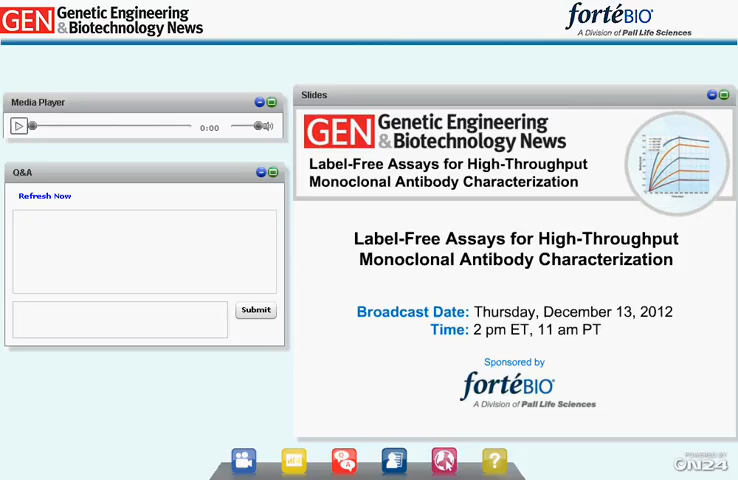 GEN Genetic Engineering
& Biotechnology News
fortéBIO®
A Division of Pall Life Sciences
Media Player
0:00
Q&A
Refresh Now
Submit
Slides
GEN Genetic Engineering
& Biotechnology News
Label-Free Assays for High-Throughput
Monoclonal Antibody Characterization
Label-Free Assays for High-Throughput
Monoclonal Antibody Characterization
Broadcast Date: Thursday, December 13, 2012
Time: 2 pm ET, 11 am PT
Sponsored by
fortéBIO®
A Division of Pall Life Sciences
Q
A
?
POWERED BY
ON24